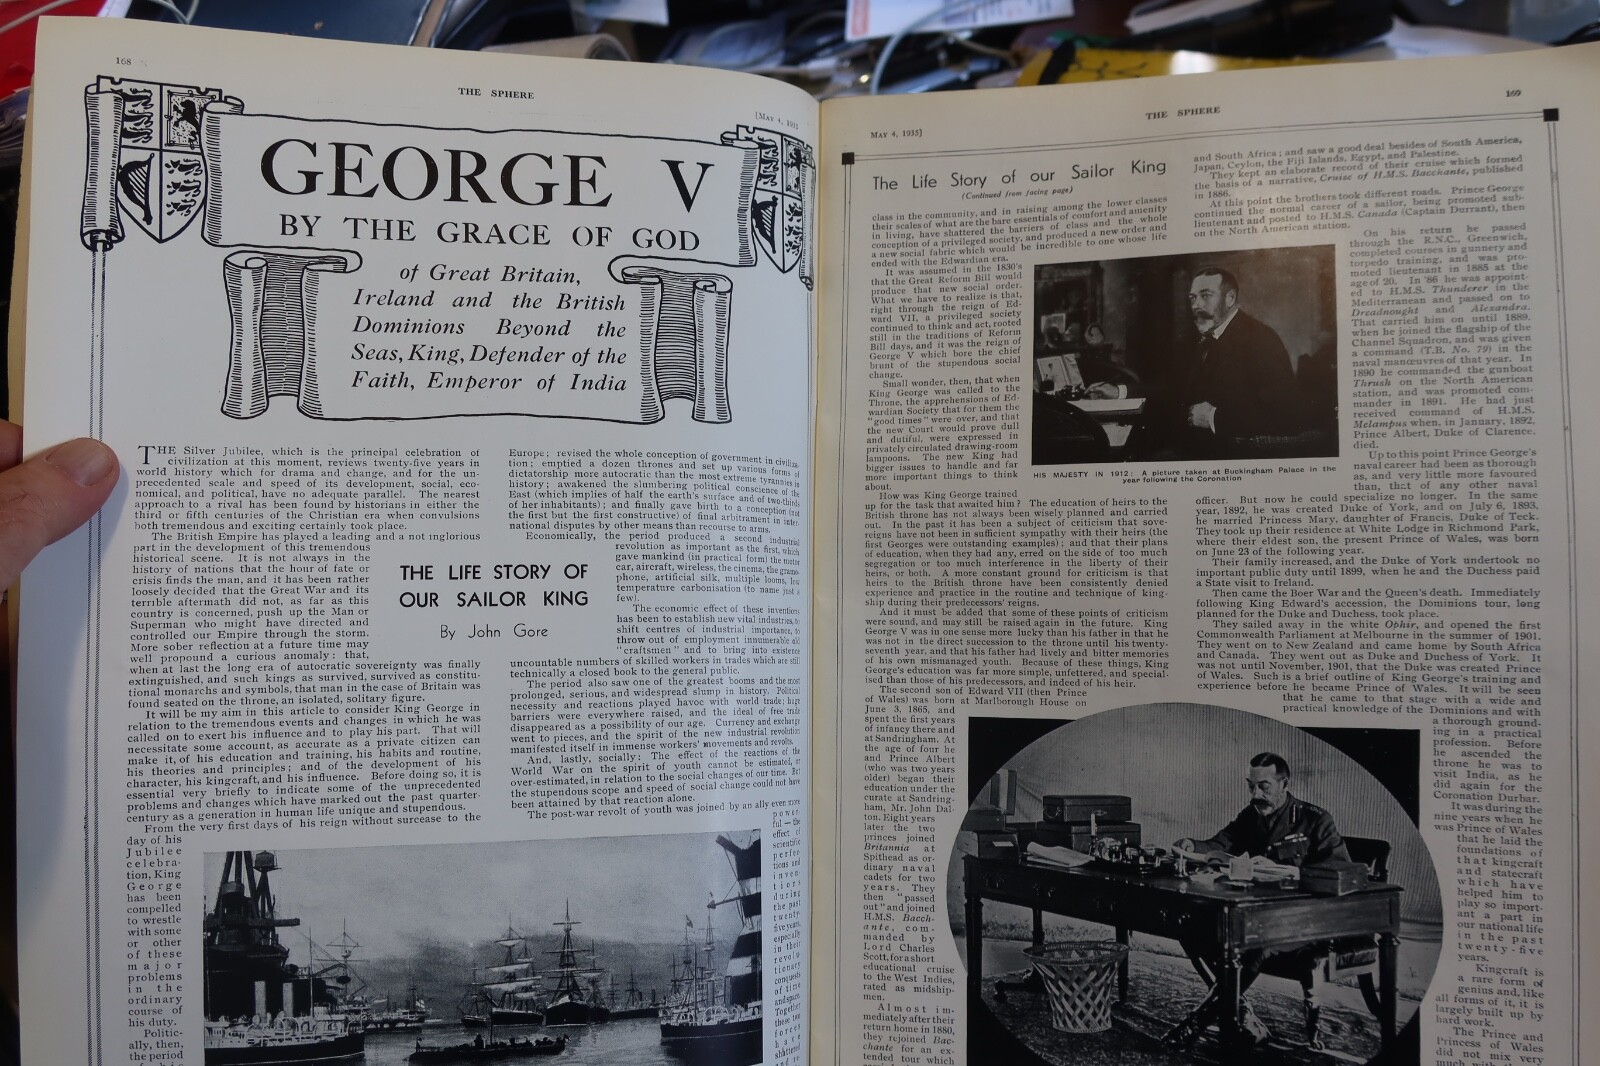 168
THE SPHERE
[MAY 4, 1935
GEORGE V
BY THE GRACE OF GOD
of Great Britain,
Ireland and the British
Dominions Beyond the
Seas, King, Defender of the
Faith, Emperor of India
THE Silver Jubilee, which is the principal celebration of
civilization at this moment, reviews twenty-five years in
world history which for drama and change, and for the un-
precedented scale and speed of its development, social, eco-
nomical, and political, have no adequate parallel. The nearest
approach to a rival has been found by historians in either the
third or fifth centuries of the Christian era when convulsions
both tremendous and exciting certainly took place.
The British Empire has played a leading and a not inglorious
part in the development of this tremendous
historical scene. It is not always in the
history of nations that the hour of fate or
crisis finds the man, and it has been rather
loosely decided that the Great War and its
terrible aftermath did not, as far as this
country is concerned, push up the Man or
Superman who might have directed and
controlled our Empire through the storm.
More sober reflection at a future time may
well propound a curious anomaly: that,
when at last the long era of autocratic sovereignty was finally
extinguished, and such kings as survived, survived as constitu-
tional monarchs and symbols, that man in the case of Britain was
found seated on the throne, an isolated, solitary figure.
It will be my aim in this article to consider King George in
relation to the tremendous events and changes in which he was
called on to exert his influence and to play his part. That will
necessitate some account, as accurate as a private citizen can
make it, of his education and training, his habits and routine,
his theories and principles; and of the development of his
character, his kingcraft, and his influence. Before doing so, it is
essential very briefly to indicate some of the unprecedented
problems and changes which have marked out the past quarter-
century as a generation in human life unique and stupendous.
From the very first days of his reign without surcease to the
day of his
Jubilee
celebra-
tion, King
George
has been
compelled
to wrestle
with some
or other
of these
major
problems
in the
ordinary
course of
his duty.
Politic-
ally, then,
the period
THE LIFE STORY OF
OUR SAILOR KING
By John Gore
Europe; revised the whole conception of government in civiliza-
tion; emptied a dozen thrones and set up various forms of
dictatorship more autocratic than the most extreme tyrannies in
history; awakened the slumbering political conscience of the
East (which implies of half the earth's surface and of two-thirds
of her inhabitants); and finally gave birth to a conception (not
the first but the first constructive) of final arbitrament in inter-
national disputes by other means than recourse to arms.
Economically, the period produced a second industrial
revolution as important as the first, which
gave mankind (in practical form) the motor
car, aircraft, wireless, the cinema, the gramo-
phone, artificial silk, multiple looms, low
temperature carbonisation (to name just a
few).
The economic effect of these inventions
has been to establish new vital industries, to
shift centres of industrial importance, to
throw out of employment innumerable old
"craftsmen" and to bring into existence
uncountable numbers of skilled workers in trades which are still
technically a closed book to the general public.
The period also saw one of the greatest booms and the most
prolonged, serious, and widespread slump in history. Political
necessity and reactions played havoc with world trade; huge
barriers were everywhere raised, and the ideal of free trade
disappeared as a possibility of our age. Currency and exchange
went to pieces, and the spirit of the new industrial revolution
manifested itself in immense workers' movements and revolts.
And, lastly, socially: The effect of the reactions of the
World War on the spirit of youth cannot be estimated, or
over-estimated, in relation to the social changes of our time. But
the stupendous scope and speed of social change could not have
been attained by that reaction alone.
The post-war revolt of youth was joined by an ally even more
power-
ful—the
effect of
scientific
perfec-
tions and
inven-
tions
during
the past
twenty-
five years,
especially
in their
revolu-
tionary
conquests
of time
and space.
Together
these two
forces
have
shattered
169
THE SPHERE
MAY 4, 1935]
The Life Story of our Sailor King
(Continued from facing page)
class in the community, and in raising among the lower classes
their scales of what are the bare essentials of comfort and amenity
in living, have shattered the barriers of class and the whole
conception of a privileged society, and produced a new order and
a new social fabric which would be incredible to one whose life
ended with the Edwardian era.
It was assumed in the 1830's
that the Great Reform Bill would
produce that new social order.
What we have to realize is that,
right through the reign of Ed-
ward VII, a privileged society
continued to think and act, rooted
still in the traditions of Reform
Bill days, and it was the reign of
George V which bore the chief
brunt of the stupendous social
change.
Small wonder, then, that when
King George was called to the
Throne, the apprehensions of Ed-
wardian Society that for them the
"good times" were over, and that
the new Court would prove dull
and dutiful, were expressed in
privately circulated drawing-room
lampoons. The new King had
bigger issues to handle and far
more important things to think
about.
How was King George trained
up for the task that awaited him? The education of heirs to the
British throne has not always been wisely planned and carried
out. In the past it has been a subject of criticism that sove-
reigns have not been in sufficient sympathy with their heirs (the
first Georges were outstanding examples); and that their plans
of education, when they had any, erred on the side of too much
segregation or too much interference in the liberty of their
heirs, or both. A more constant ground for criticism is that
heirs to the British throne have been consistently denied
experience and practice in the routine and technique of king-
ship during their predecessors' reigns.
And it must be added that some of these points of criticism
were sound, and may still be raised again in the future. King
George V was in one sense more lucky than his father in that he
was not in the direct succession to the throne until his twenty-
seventh year, and that his father had lively and bitter memories
of his own mismanaged youth. Because of these things, King
George's education was far more simple, unfettered, and special-
ised than those of his predecessors, and indeed of his heir.
The second son of Edward VII (then Prince
of Wales) was born at Marlborough House on
June 3, 1865, and
spent the first years
of infancy there and
at Sandringham. At
the age of four he
and Prince Albert
(who was two years
older) began their
education under the
curate at Sandring-
ham, Mr. John Dal-
ton. Eight years
later the two
princes joined
Britannia at
Spithead as or-
dinary naval
cadets for two
years. They
then "passed
out" and joined
H.M.S. Bacch-
ante, com-
manded by
Lord Charles
Scott, for a short
educational cruise
to the West Indies,
rated as midship-
men.
Almost im-
mediately after their
return home in 1880,
they rejoined Bac-
chante for an ex-
tended tour which
and South Africa; and saw a good deal besides of South America,
Japan, Ceylon, the Fiji Islands, Egypt, and Palestine.
They kept an elaborate record of their cruise which formed
the basis of a narrative, Cruise of H.M.S. Bacchante, published
in 1886.
At this point the brothers took different roads. Prince George
continued the normal career of a sailor, being promoted sub-
lieutenant and posted to H.M.S. Canada (Captain Durrant), then
on the North American station.
On his return he passed
through the R.N.C., Greenwich,
completed courses in gunnery and
torpedo training, and was pro-
moted lieutenant in 1885 at the
age of 20. In '86 he was appoint-
ed to H.M.S. Thunderer in the
Mediterranean and passed on to
Dreadnought and Alexandra.
That carried him on until 1889,
when he joined the flagship of the
Channel Squadron, and was given
a command (T.B. No. 79) in the
naval manœuvres of that year. In
1890 he commanded the gunboat
Thrush on the North American
station, and was promoted com-
mander in 1891. He had just
received command of H.M.S.
Melampus when, in January, 1892,
Prince Albert, Duke of Clarence,
died.
Up to this point Prince George's
naval career had been as thorough
as, and very little more favoured
than, that of any other naval
officer. But now he could specialize no longer. In the same
year, 1892, he was created Duke of York, and on July 6, 1893,
he married Princess Mary, daughter of Francis, Duke of Teck.
They took up their residence at White Lodge in Richmond Park,
where their eldest son, the present Prince of Wales, was born
on June 23 of the following year.
Their family increased, and the Duke of York undertook no
important public duty until 1899, when he and the Duchess paid
a State visit to Ireland.
Then came the Boer War and the Queen's death. Immediately
following King Edward's accession, the Dominions tour, long
planned for the Duke and Duchess, took place.
They sailed away in the white Ophir, and opened the first
Commonwealth Parliament at Melbourne in the summer of 1901.
They went on to New Zealand and came home by South Africa
and Canada. They went out as Duke and Duchess of York. It
was not until November, 1901, that the Duke was created Prince
of Wales. Such is a brief outline of King George's training and
experience before he became Prince of Wales. It will be seen
that he came to that stage with a wide and
practical knowledge of the Dominions and with
a thorough ground-
ing in a practical
profession. Before
he ascended the
throne he was to
visit India, as he
did again for the
Coronation Durbar.
It was during the
nine years when he
was Prince of Wales
that he laid the
foundations of
that kingcraft
and statecraft
which have
helped him to
play so import-
ant a part in
our national life
in the past
twenty-five
years.
Kingcraft is
a rare form of
genius and, like
all forms of it, it is
largely built up by
hard work.
The Prince and
Princess of Wales
did not mix very
HIS MAJESTY IN 1912: A picture taken at Buckingham Palace in the
year following the Coronation